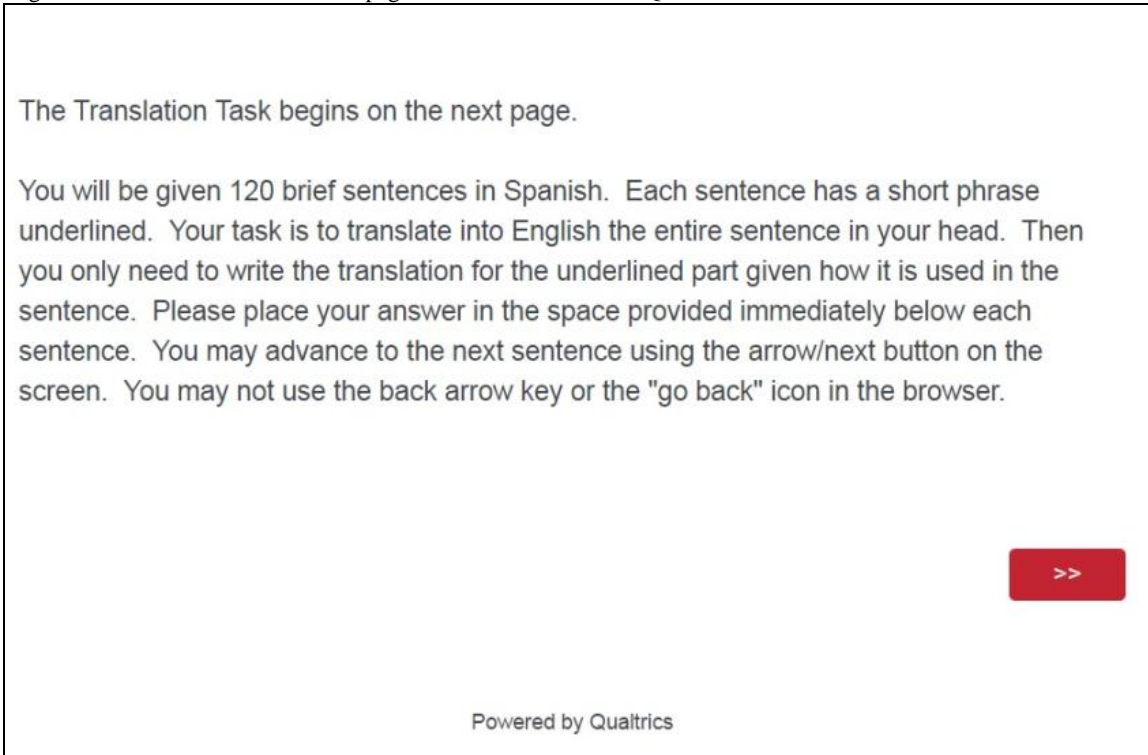 The Translation Task begins on the next page.
You will be given 120 brief sentences in Spanish.  Each sentence has a short phrase
underlined.  Your task is to translate into English the entire sentence in your head.  Then
you only need to write the translation for the underlined part given how it is used in the
sentence.  Please place your answer in the space provided immediately below each
sentence.  You may advance to the next sentence using the arrow/next button on the
screen.  You may not use the back arrow key or the "go back" icon in the browser.
>>
Powered by Qualtrics